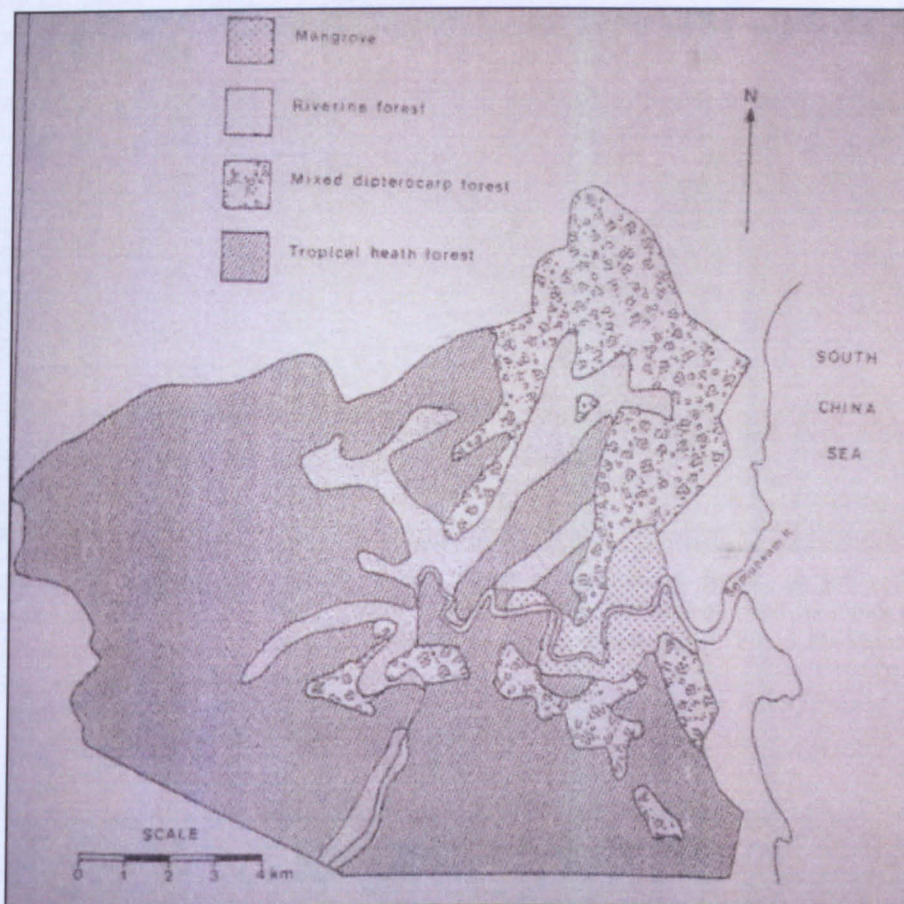 Mangrove
Riverine forest
Mixed dipterocarp forest
Tropical heath forest
N
SOUTH
CHINA
SEA
R.
SCALE
0 1 2 3 4 km